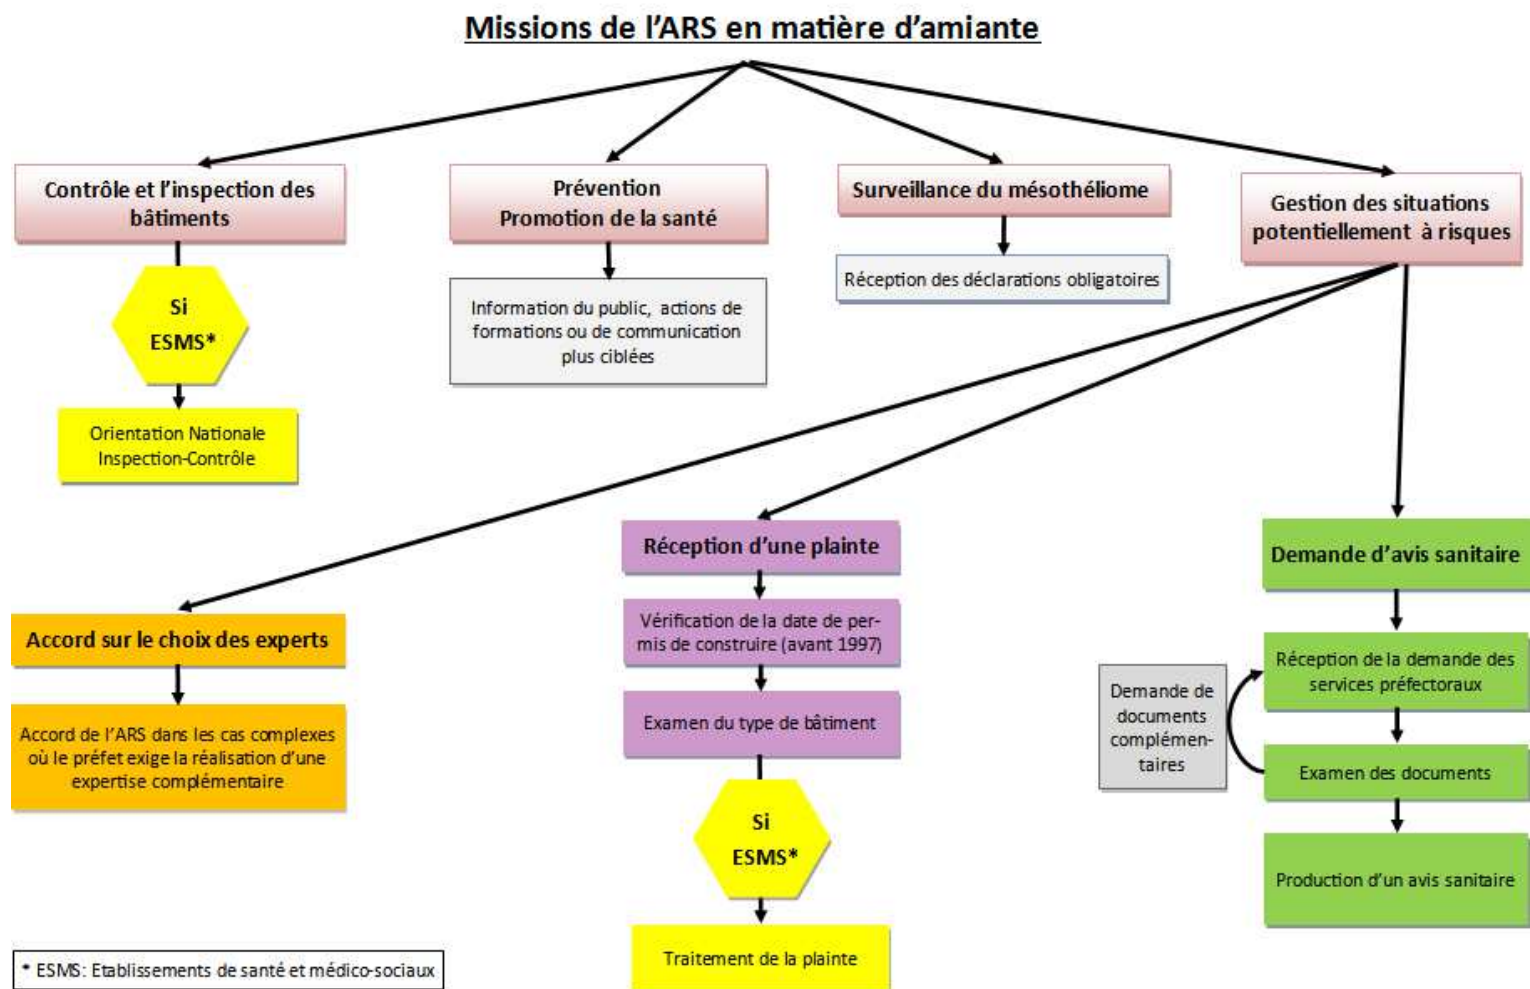 Missions de l'ARS en matière d'amiante
Contrôle et l'inspection des
bâtiments
Prévention
Promotion de la santé
Surveillance du mésothéliome
Gestion des situations
potentiellement à risques
Si
ESMS*
Information du public, actions de
formations ou de communication
plus ciblées
Réception des déclarations obligatoires
Orientation Nationale
Inspection-Contrôle
Accord sur le choix des experts
Accord de l'ARS dans les cas complexes
où le préfet exige la réalisation d'une
expertise complémentaire
Réception d'une plainte
Vérification de la date de per-
mis de construire (avant 1997)
Examen du type de bâtiment
Si
ESMS*
Traitement de la plainte
Demande d'avis sanitaire
Réception de la demande des
services préfectoraux
Demande de
documents
complémen-
taires
Examen des documents
Production d'un avis sanitaire
* ESMS: Etablissements de santé et médico-sociaux